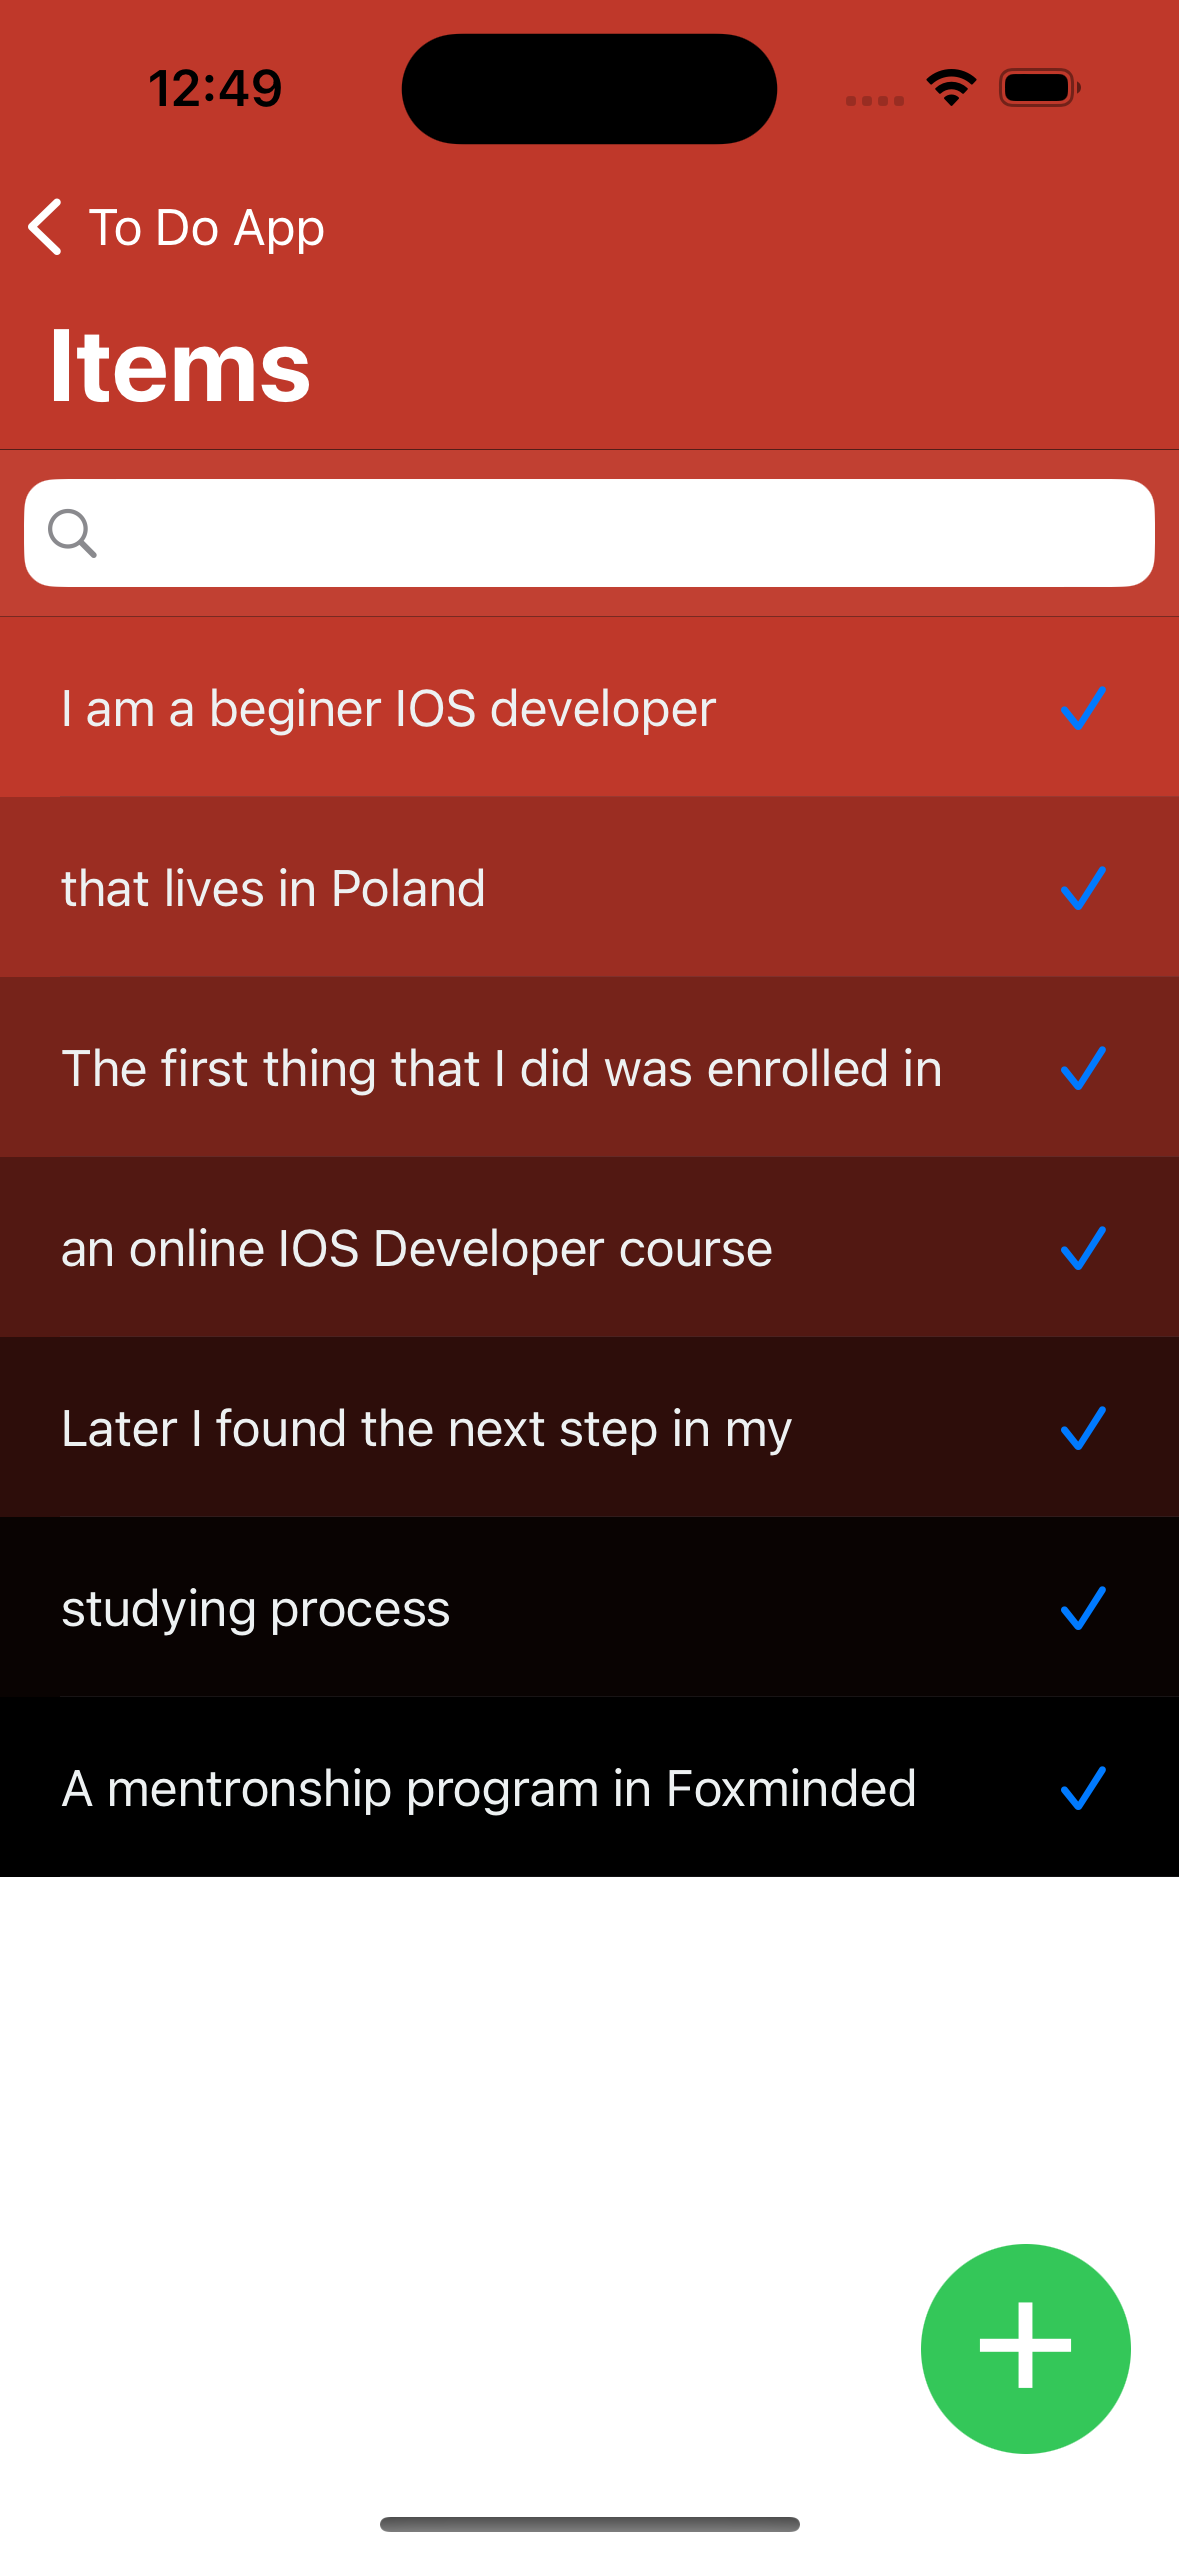 12:49
To Do App
Items
I am a beginer IOS developer
that lives in Poland
The first thing that I did was enrolled in
an online IOS Developer course
Later I found the next step in my
studying process
A mentronship program in Foxminded